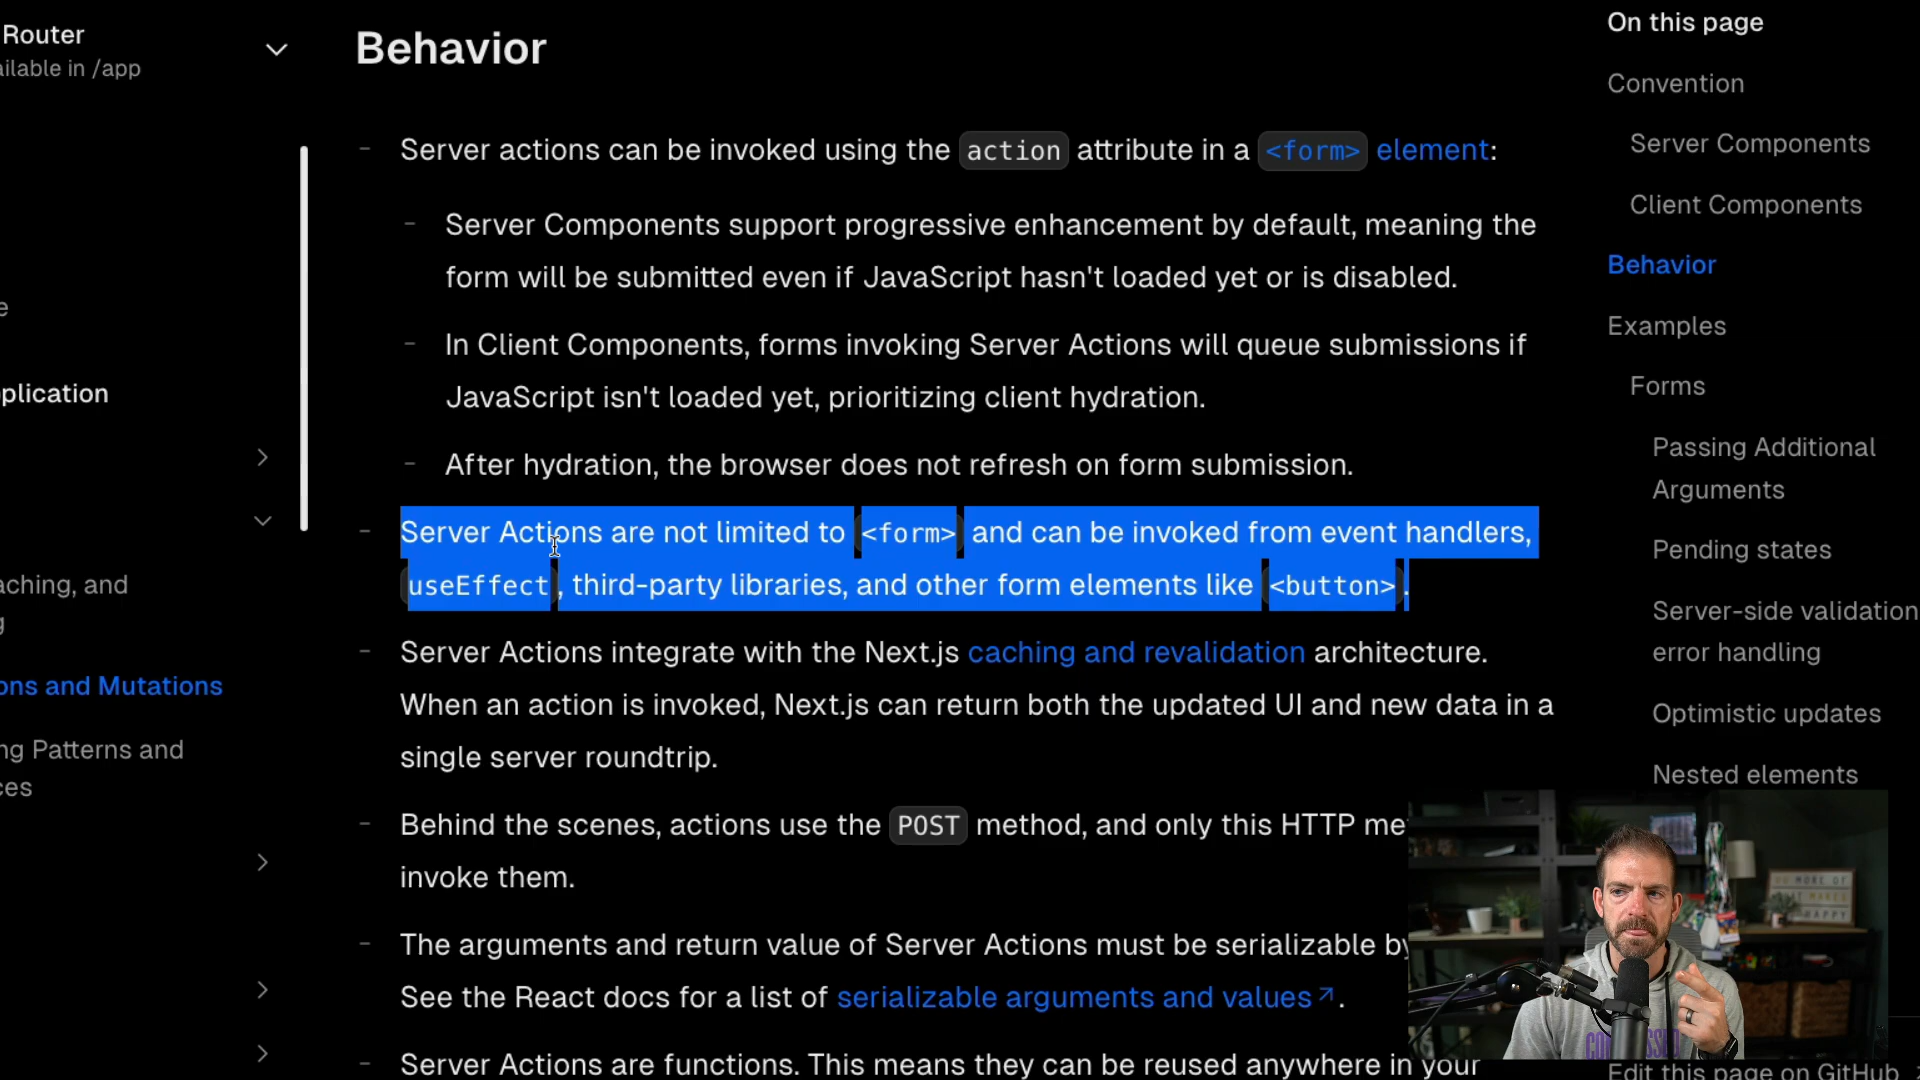 Router
ailable in /app
e
plication
aching, and
g
ons and Mutations
ng Patterns and
ces
Behavior
- Server actions can be invoked using the action attribute in a <form> element:
- Server Components support progressive enhancement by default, meaning the
form will be submitted even if JavaScript hasn't loaded yet or is disabled.
- In Client Components, forms invoking Server Actions will queue submissions if
JavaScript isn't loaded yet, prioritizing client hydration.
- After hydration, the browser does not refresh on form submission.
- Server Actions are not limited to <form> and can be invoked from event handlers,
useEffect, third-party libraries, and other form elements like <button>.
- Server Actions integrate with the Next.js caching and revalidation architecture.
When an action is invoked, Next.js can return both the updated UI and new data in a
single server roundtrip.
- Behind the scenes, actions use the POST method, and only this HTTP me
invoke them.
- The arguments and return value of Server Actions must be serializable by
See the React docs for a list of serializable arguments and values↗.
- Server Actions are functions. This means they can be reused anywhere in your
On this page
Convention
Server Components
Client Components
Behavior
Examples
Forms
Passing Additional
Arguments
Pending states
Server-side validation
error handling
Optimistic updates
Nested elements
MORE OF
MAKES
HAPPY
Edit this page on GitHub